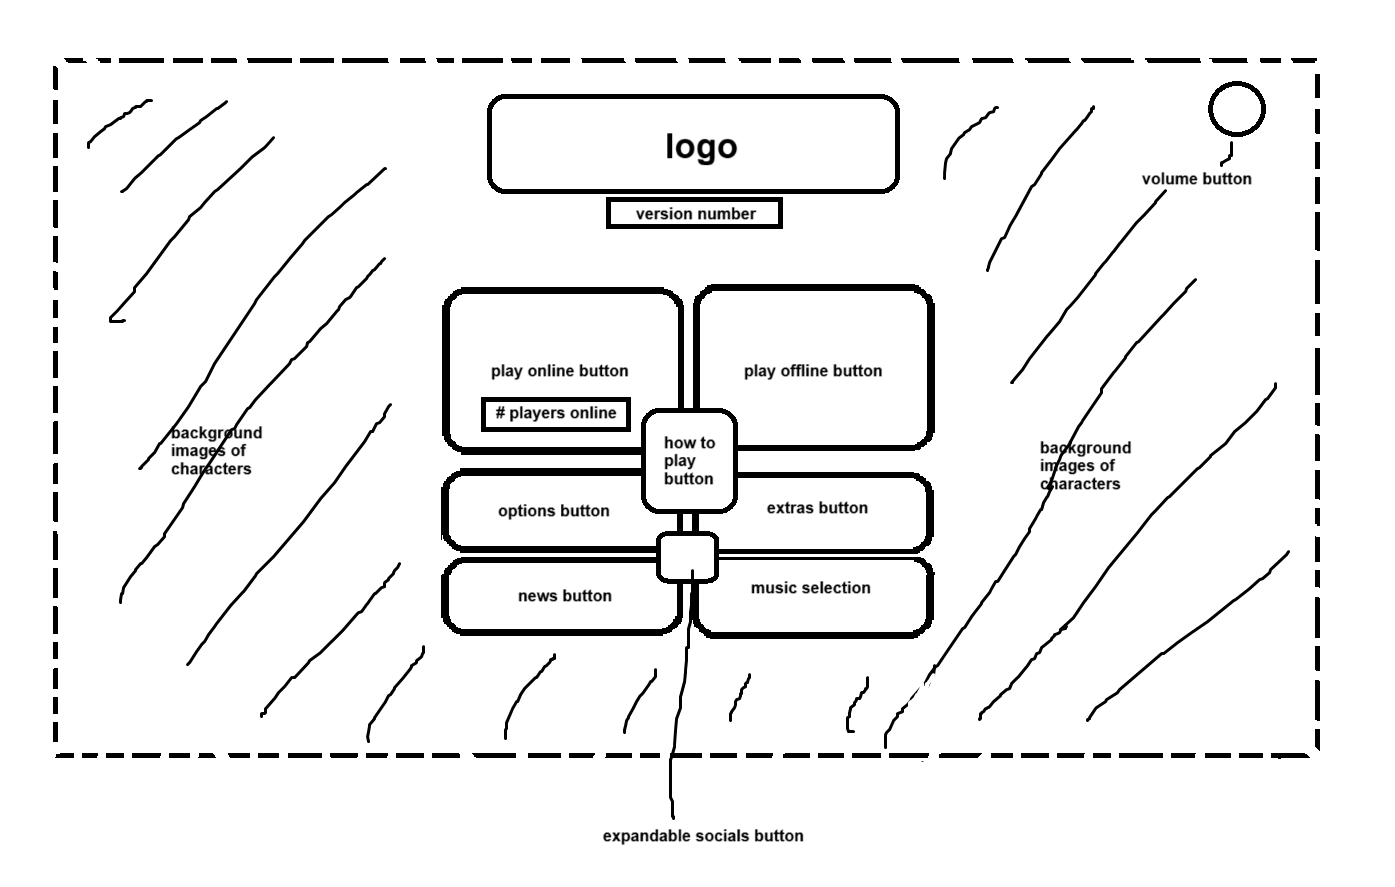 logo
version number
volume button
play online button
# players online
play offline button
how to
play
button
background
images of
characters
background
images of
characters
options button
extras button
news button
music selection
expandable socials button